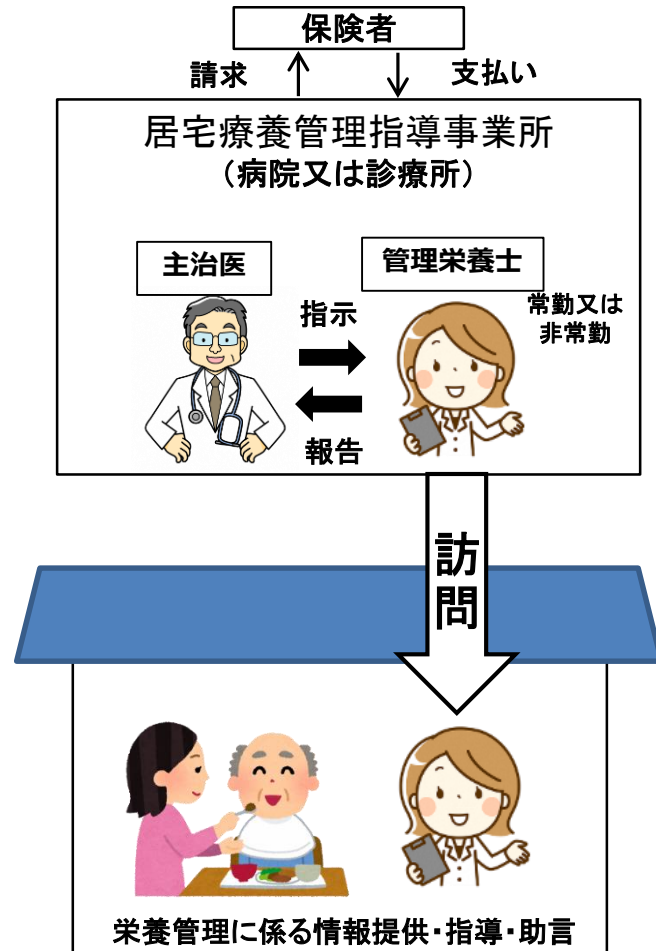 保険者
請求
支払い
居宅療養管理指導事業所
（病院又は診療所）
主治医
管理栄養士
常勤又は
非常勤
指示
報告
訪問
栄養管理に係る情報提供・指導・助言